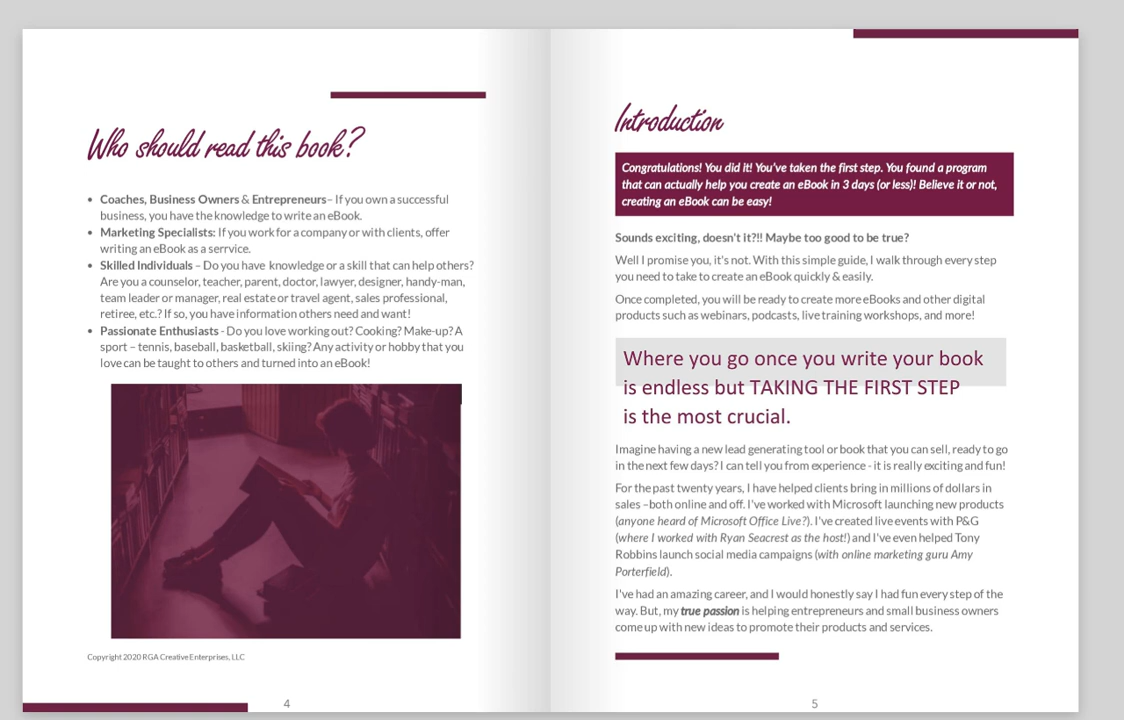 Who should read this book?
• Coaches, Business Owners & Entrepreneurs– If you own a successful
business, you have the knowledge to write an eBook.
• Marketing Specialists: If you work for a company or with clients, offer
writing an eBook as a serrvice.
• Skilled Individuals – Do you have knowledge or a skill that can help others?
Are you a counselor, teacher, parent, doctor, lawyer, designer, handy-man,
team leader or manager, real estate or travel agent, sales professional,
retiree, etc.? If so, you have information others need and want!
• Passionate Enthusiasts - Do you love working out? Cooking? Make-up? A
sport – tennis, baseball, basketball, skiing? Any activity or hobby that you
love can be taught to others and turned into an eBook!
Copyright 2020 RGA Creative Enterprises, LLC
4
Introduction
Congratulations! You did it! You've taken the first step. You found a program
that can actually help you create an eBook in 3 days (or less)! Believe it or not,
creating an eBook can be easy!
Sounds exciting, doesn't it?!! Maybe too good to be true?
Well I promise you, it's not. With this simple guide, I walk through every step
you need to take to create an eBook quickly & easily.
Once completed, you will be ready to create more eBooks and other digital
products such as webinars, podcasts, live training workshops, and more!
Where you go once you write your book
is endless but TAKING THE FIRST STEP
is the most crucial.
Imagine having a new lead generating tool or book that you can sell, ready to go
in the next few days? I can tell you from experience - it is really exciting and fun!
For the past twenty years, I have helped clients bring in millions of dollars in
sales –both online and off. I've worked with Microsoft launching new products
(anyone heard of Microsoft Office Live?). I've created live events with P&G
(where I worked with Ryan Seacrest as the host!) and I've even helped Tony
Robbins launch social media campaigns (with online marketing guru Amy
Porterfield).
I've had an amazing career, and I would honestly say I had fun every step of the
way. But, my true passion is helping entrepreneurs and small business owners
come up with new ideas to promote their products and services.
5